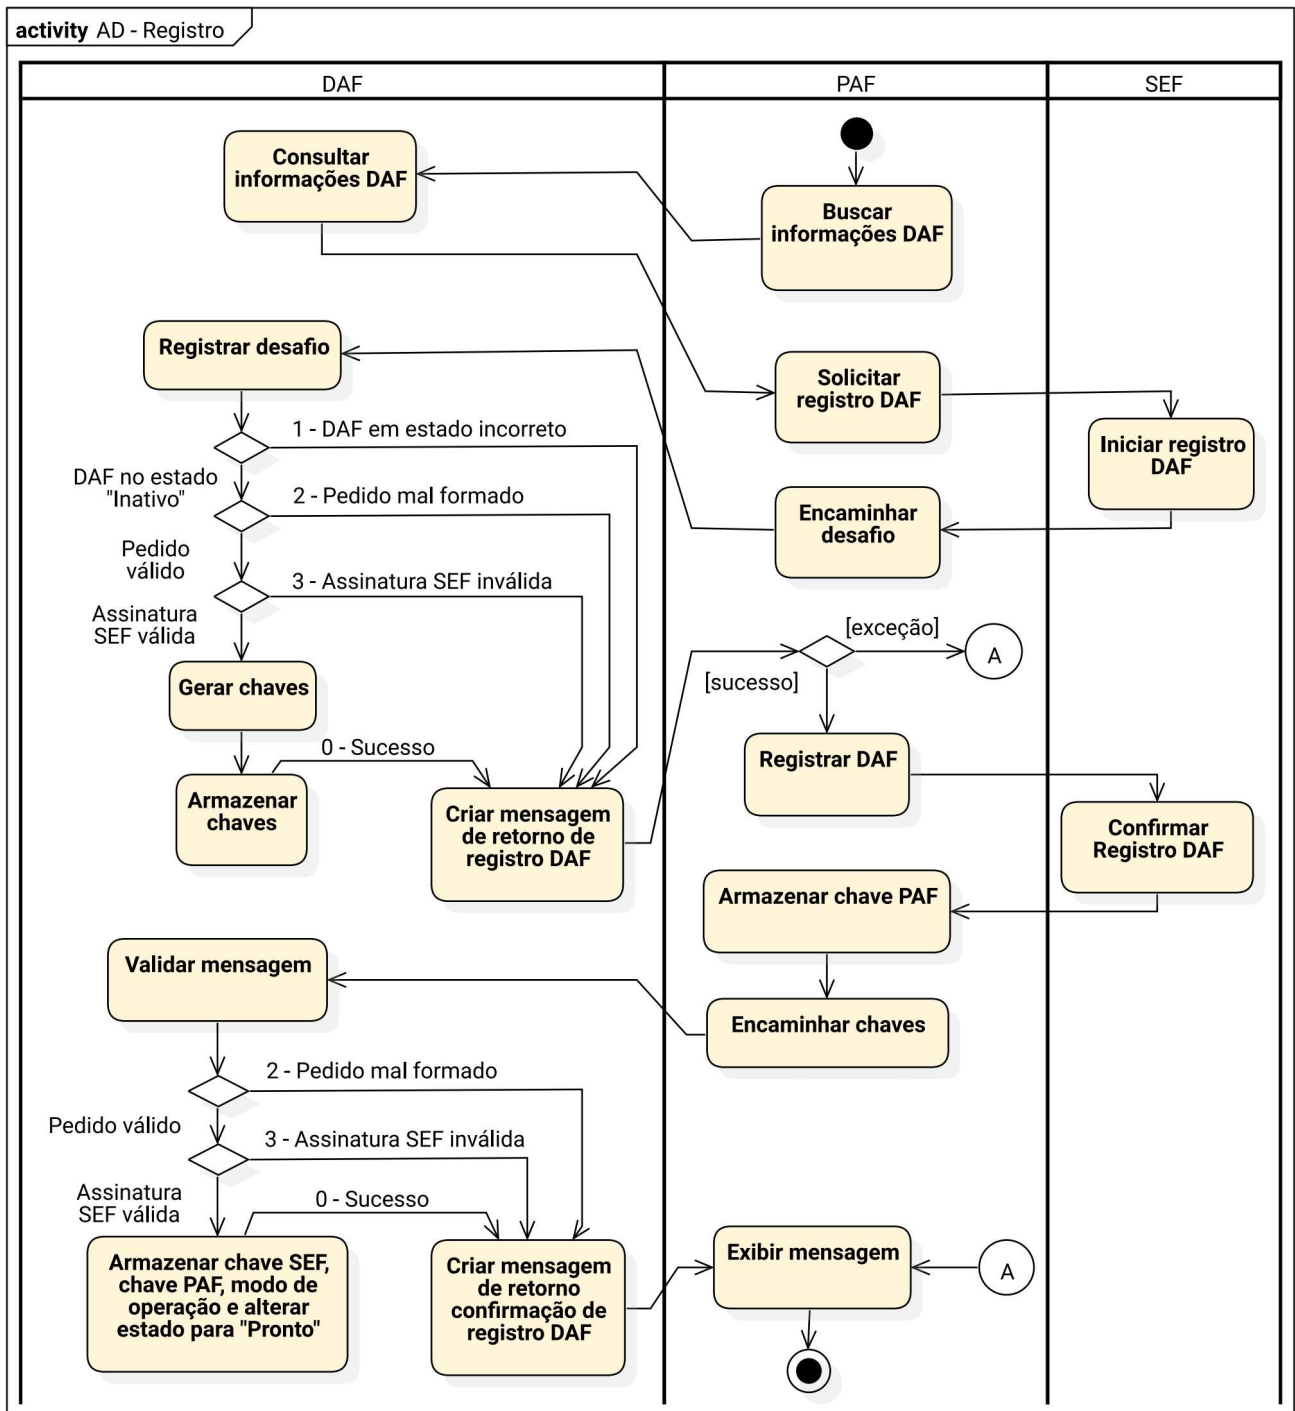 activity AD - Registro
DAF
PAF
SEF
Consultar
informações DAF
Buscar
informações DAF
Registrar desafio
Solicitar
registro DAF
1 - DAF em estado incorreto
Iniciar registro
DAF
DAF no estado
"Inativo"
2 - Pedido mal formado
Encaminhar
desafio
Pedido
válido
3 - Assinatura SEF inválida
Assinatura
SEF válida
[exceção]
A
[sucesso]
Gerar chaves
0 - Sucesso
Registrar DAF
Armazenar
chaves
Criar mensagem
de retorno de
registro DAF
Confirmar
Registro DAF
Armazenar chave PAF
Validar mensagem
Encaminhar chaves
2 - Pedido mal formado
Pedido válido
3 - Assinatura SEF inválida
Assinatura
SEF válida
0 - Sucesso
Armazenar chave SEF,
chave PAF, modo de
operação e alterar
estado para "Pronto"
Criar mensagem
de retorno
confirmação de
registro DAF
Exibir mensagem
A